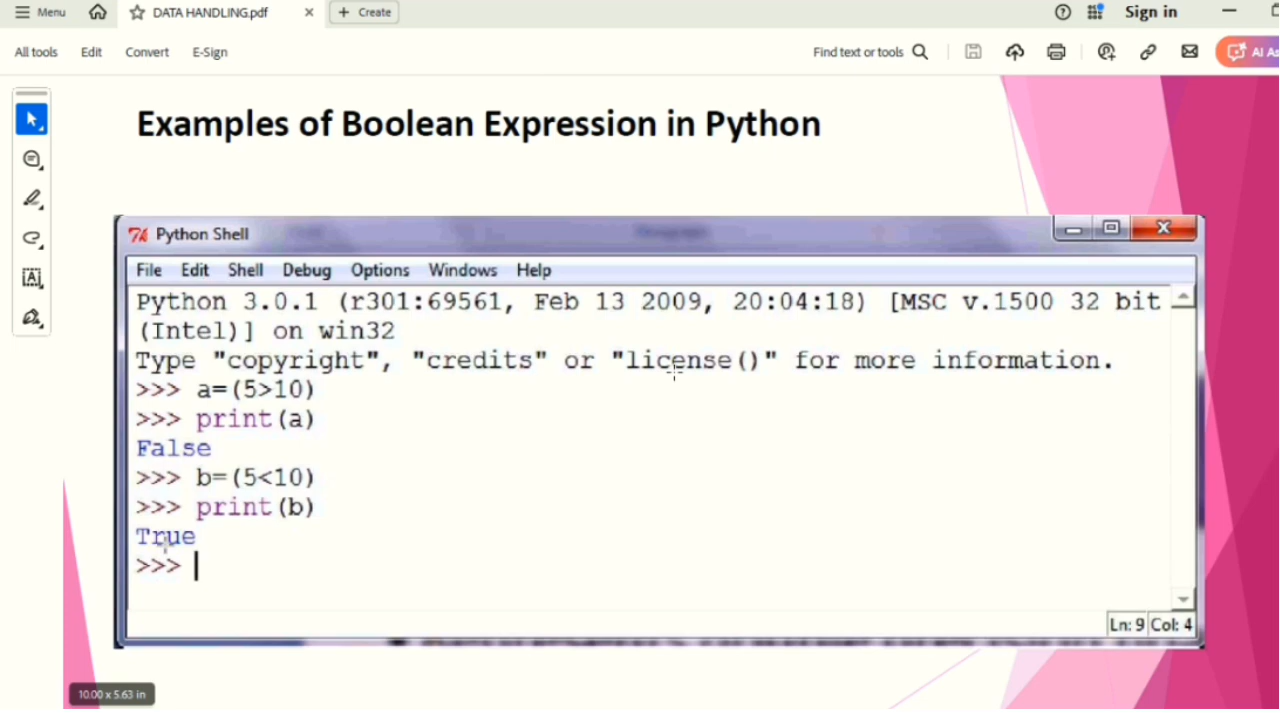 Menu
DATA HANDLING.pdf
Create
Sign in
All tools Edit Convert E-Sign
Find text or tools
AI As
Examples of Boolean Expression in Python
Python Shell
File Edit Shell Debug Options Windows Help
Python 3.0.1 (r301:69561, Feb 13 2009, 20:04:18) [MSC v.1500 32 bit
(Intel)] on win32
Type "copyright", "credits" or "license()" for more information.
>>> a=(5>10)
>>> print(a)
False
>>> b=(5<10)
>>> print(b)
True
>>>
Ln: 9 Col: 4
10.00 x 5.63 in